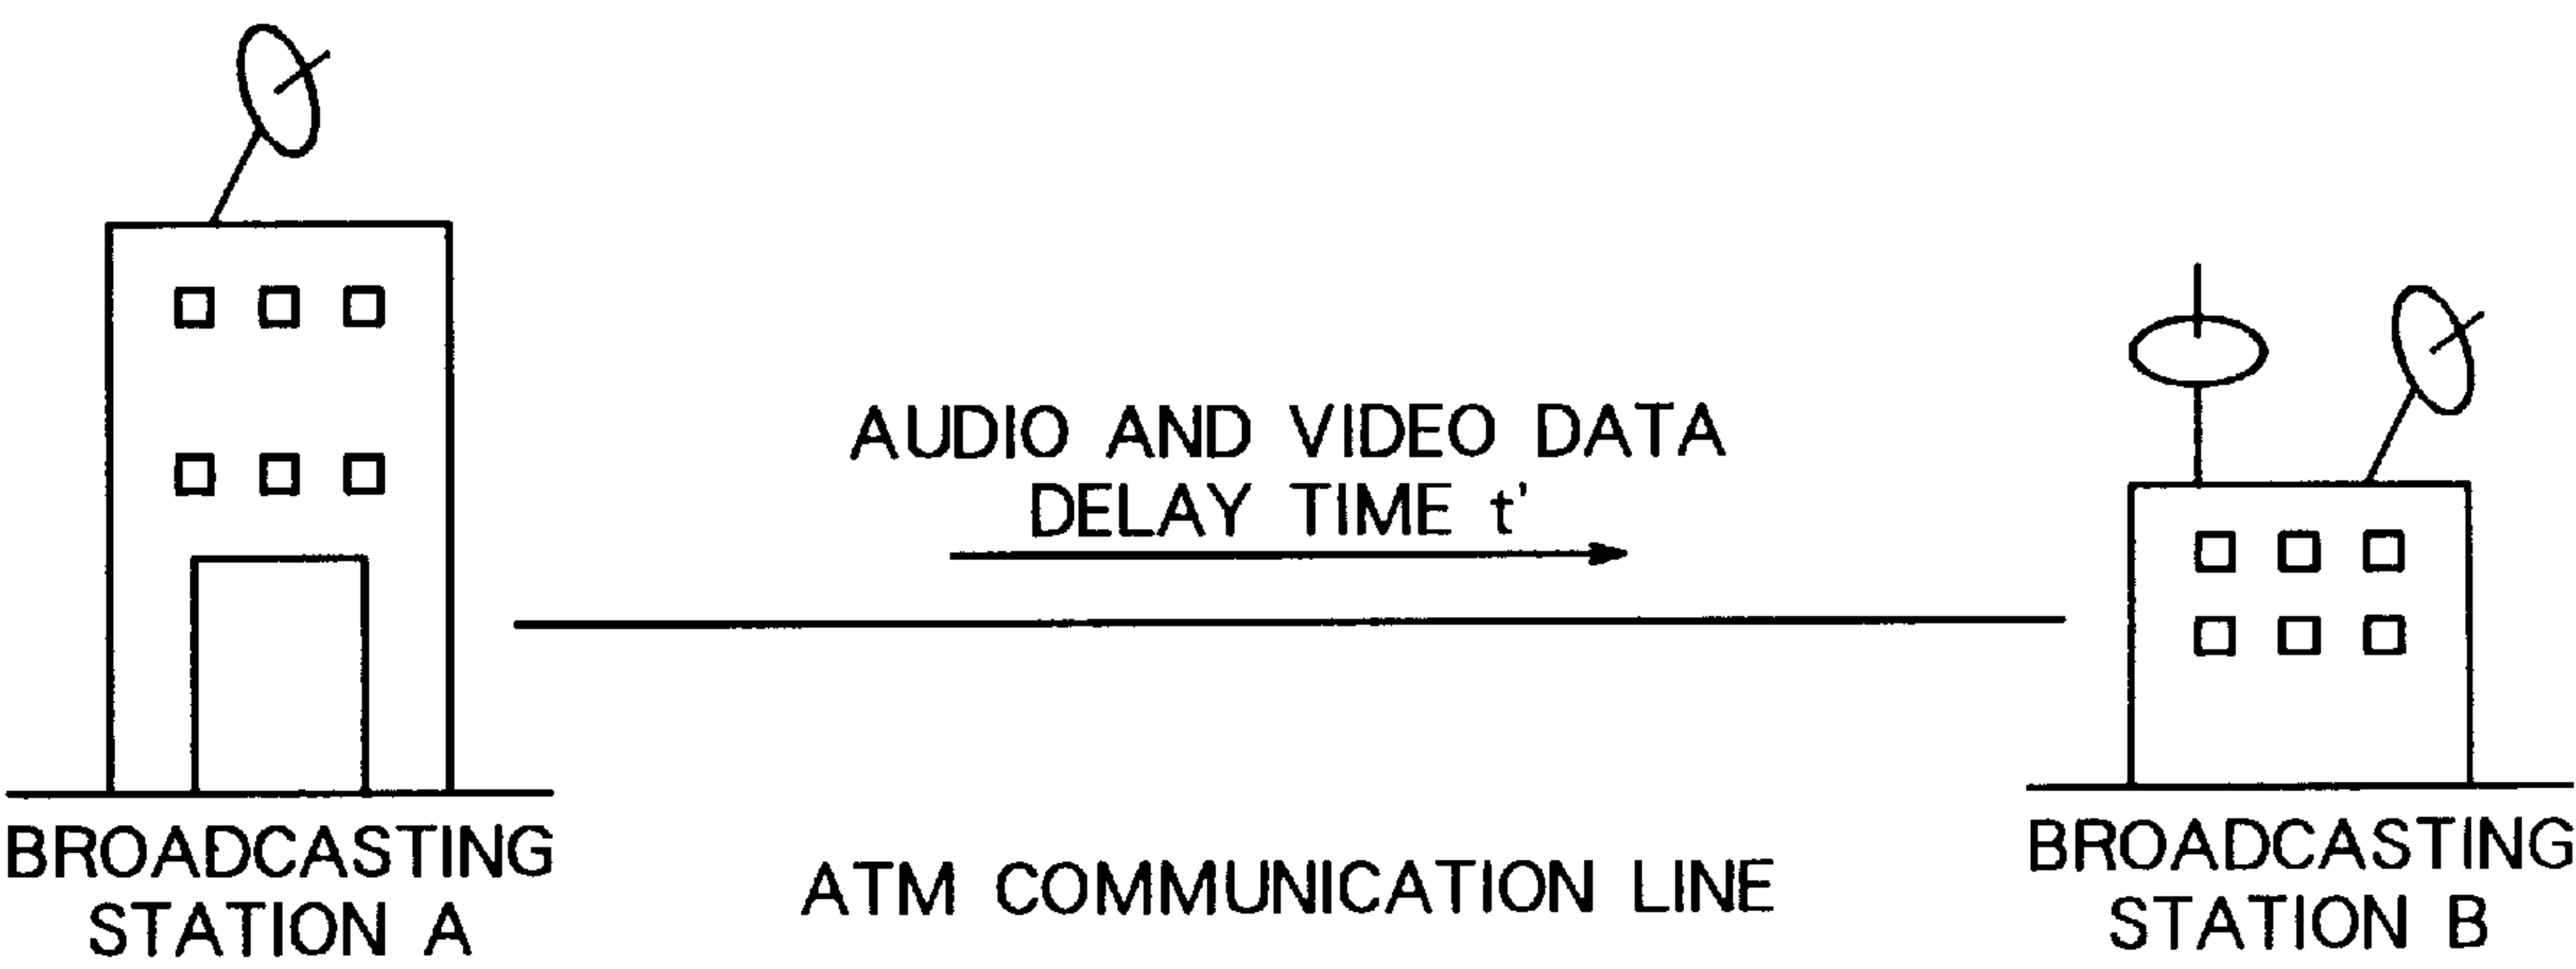 AUDIO AND VIDEO DATA
DELAY TIME t'
BROADCASTING
STATION A
ATM COMMUNICATION LINE
BROADCASTING
STATION B